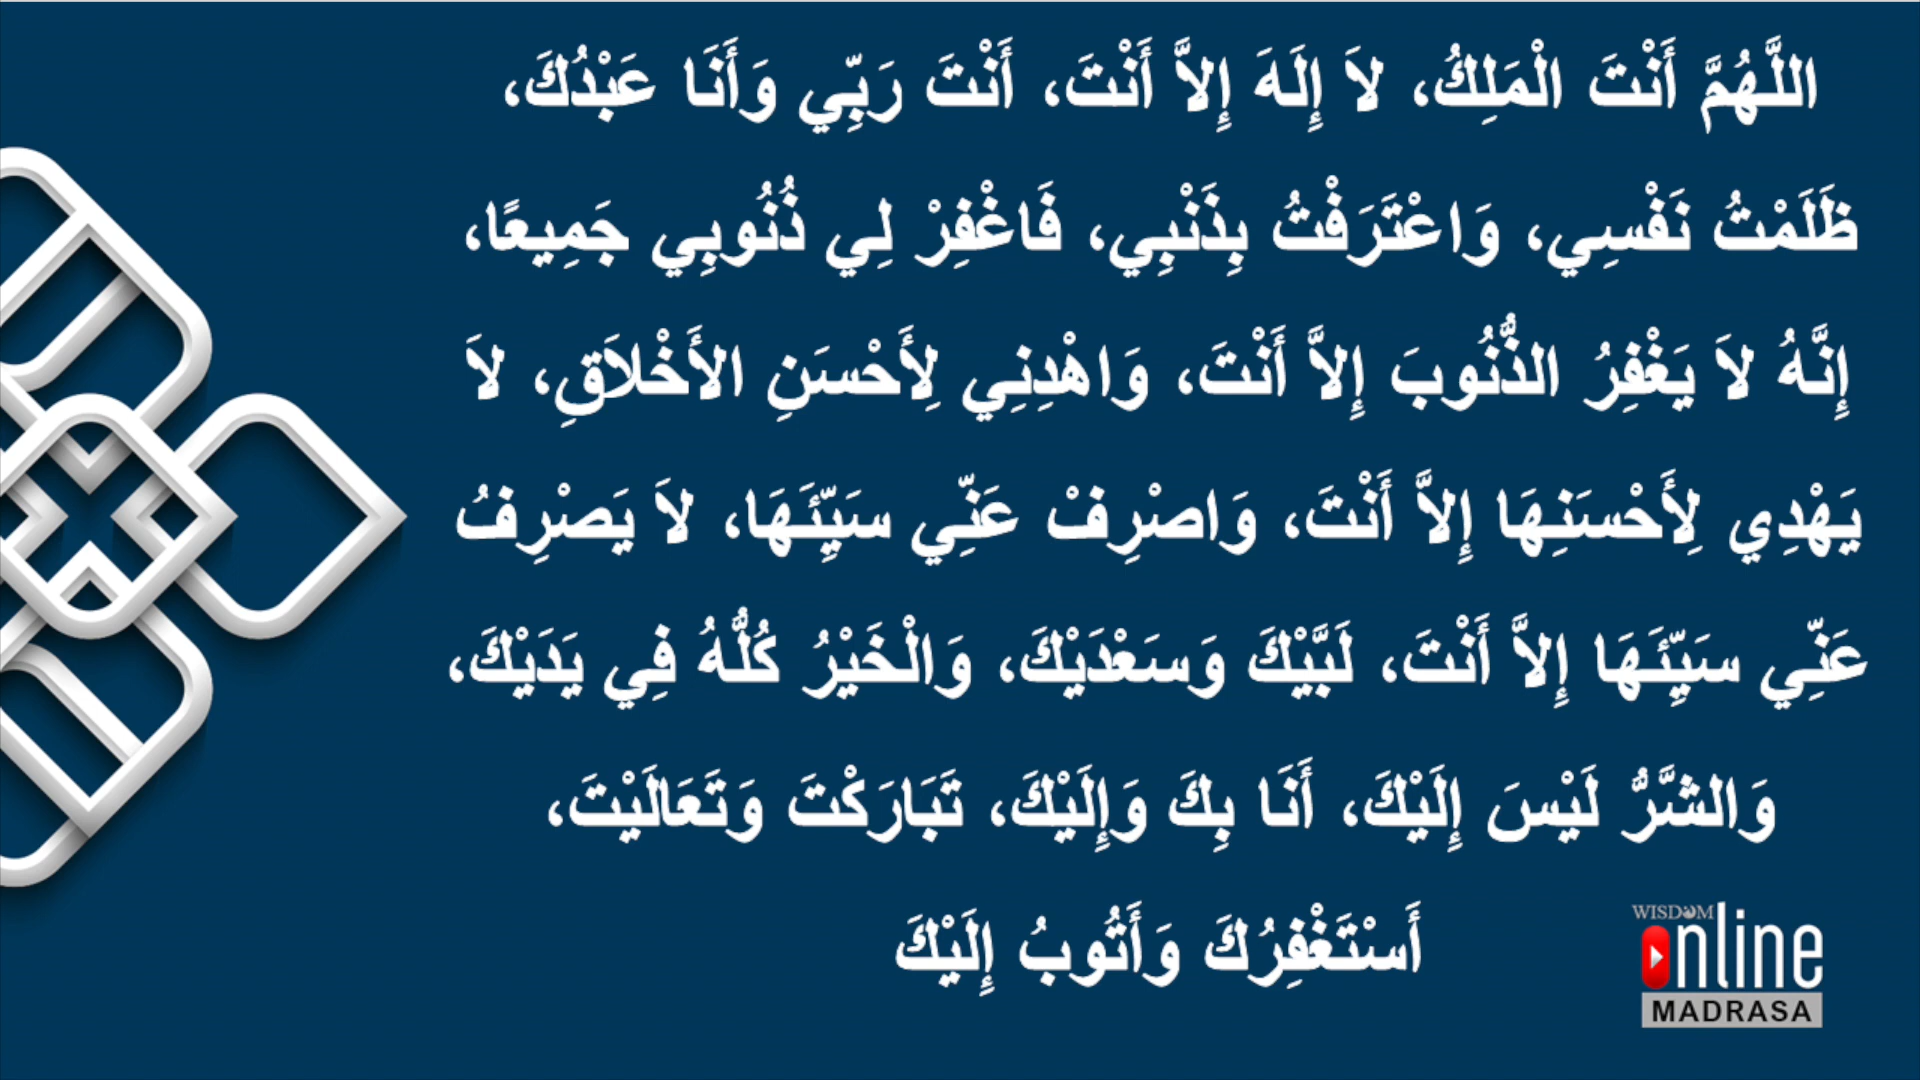 اللَّهُمَّ أَنْتَ الْمَلِكُ، لاَ إِلَهَ إِلاَّ أَنْتَ، أَنْتَ رَبِّي وَأَنَا عَبْدُكَ،
ظَلَمْتُ نَفْسِي، وَاعْتَرَفْتُ بِذَنْبِي، فَاغْفِرْ لِي ذُنُوبِي جَمِيعًا،
إِنَّهُ لاَ يَغْفِرُ الذُّنُوبَ إِلاَّ أَنْتَ، وَاهْدِنِي لِأَحْسَنِ الأَخْلاَقِ، لاَ
يَهْدِي لِأَحْسَنِهَا إِلاَّ أَنْتَ، وَاصْرِفْ عَنِّي سَيِّئَهَا، لاَ يَصْرِفُ
عَنِّي سَيِّئَهَا إِلاَّ أَنْتَ، لَبَّيْكَ وَسَعْدَيْكَ، وَالْخَيْرُ كُلُّهُ فِي يَدَيْكَ،
وَالشَّرُّ لَيْسَ إِلَيْكَ، أَنَا بِكَ وَإِلَيْكَ، تَبَارَكْتَ وَتَعَالَيْتَ،
أَسْتَغْفِرُكَ وَأَتُوبُ إِلَيْكَ
WISDOM
online
MADRASA